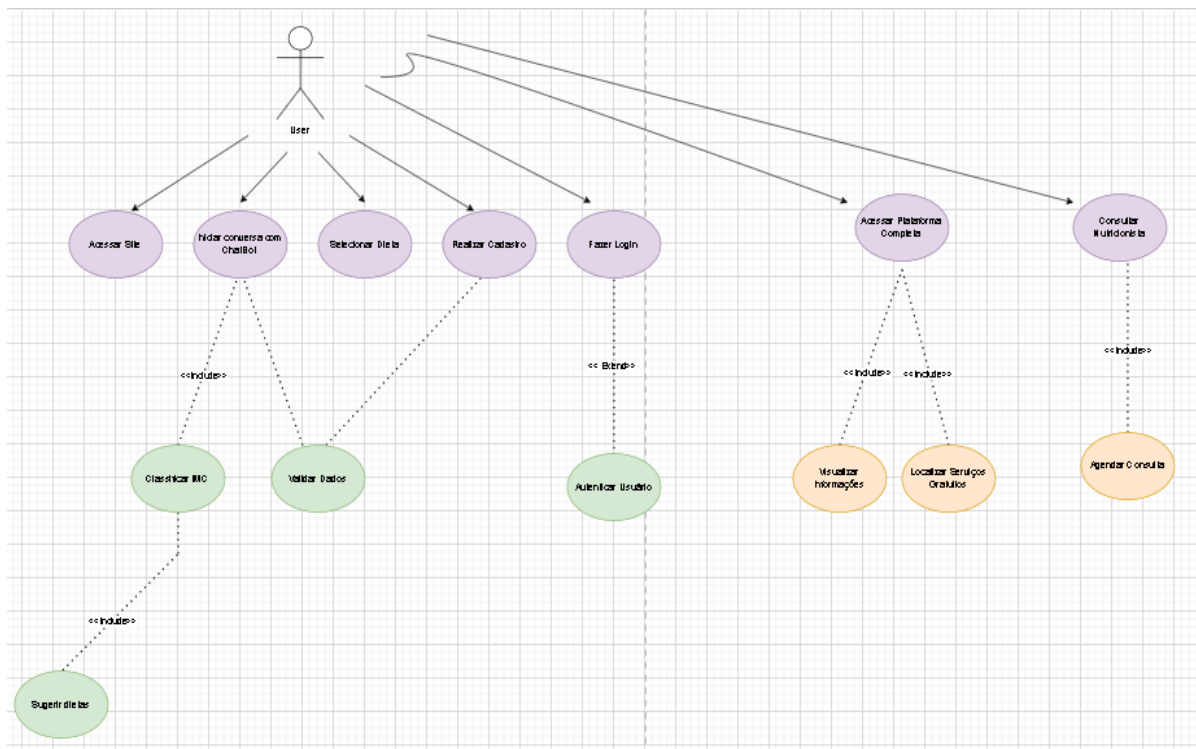 User
Acessar Site
Iniciar conversa com
ChatBot
Selecionar Dieta
Realizar Cadastro
Fazer Login
Acessar Plataforma
Completa
Consultar
Nutricionista
<<Include>>
<< Extend>>
<<Include>>
<<Include>>
<<Include>>
Classificar IMC
Validar Dados
Autenticar Usuário
Visualizar
Informações
Localizar Serviços
Gratuitos
Agendar Consulta
<<Include>>
Sugerir dietas